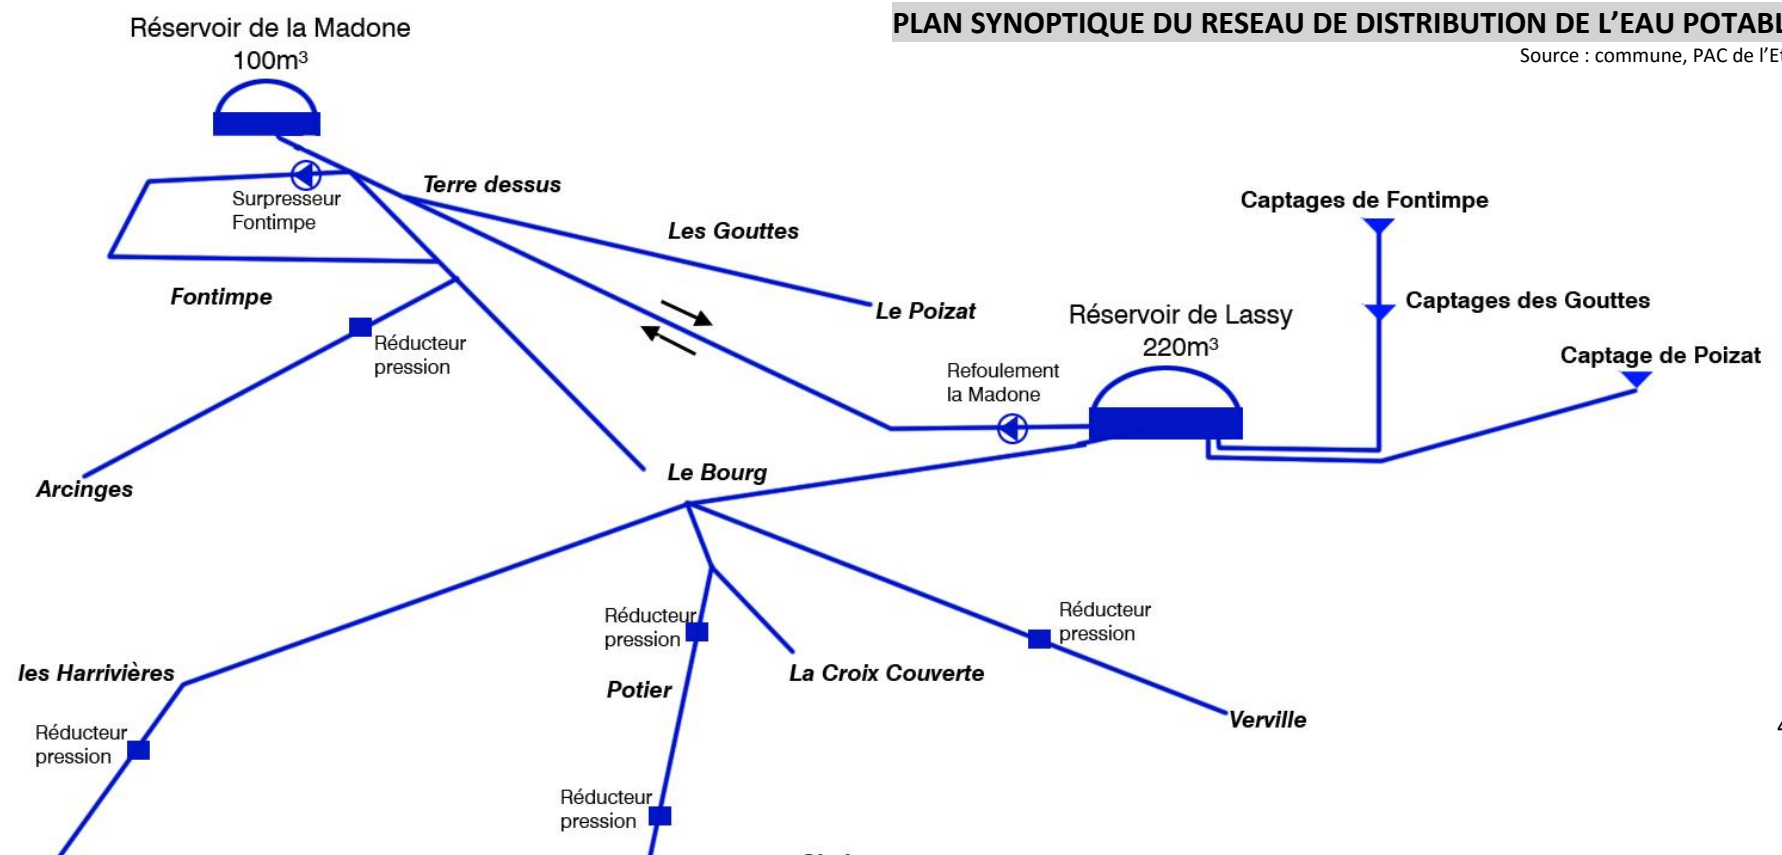 PLAN SYNOPTIQUE DU RESEAU DE DISTRIBUTION DE L'EAU
Source : commune, PAC de
Réservoir de la Madone
100m³
Surpresseur
Fontimpe
Terre dessus
Les Gouttes
Le Poizat
Fontimpe
Réducteur
pression
Arcinges
Captages de Fontimpe
Captages des Gouttes
Captage de Poizat
Réservoir de Lassy
220m³
Refoulement
la Madone
Le Bourg
Réducteur
pression
Potier
La Croix Couverte
Réducteur
pression
Verville
les Harrivières
Réducteur
pression
Réducteur
pression